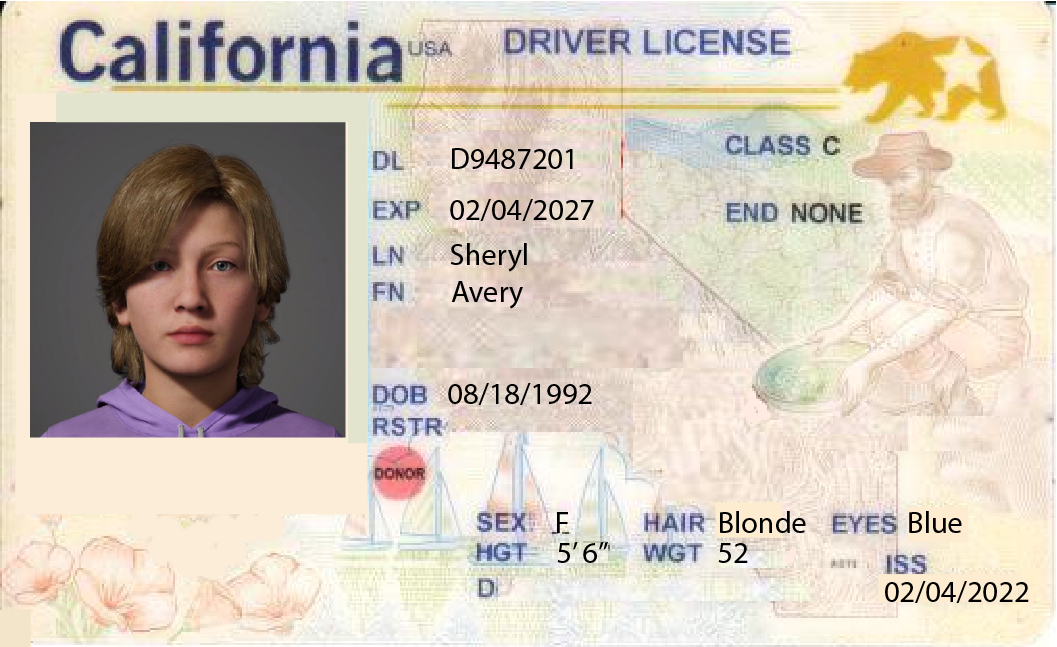 California USA DRIVER LICENSE
DL D9487201
CLASS C
EXP 02/04/2027
END NONE
LN Sheryl
FN Avery
DOB 08/18/1992
RSTR
DONOR
SEX F HAIR Blonde EYES Blue
HGT 5'6” WGT 52
ISS
D
02/04/2022